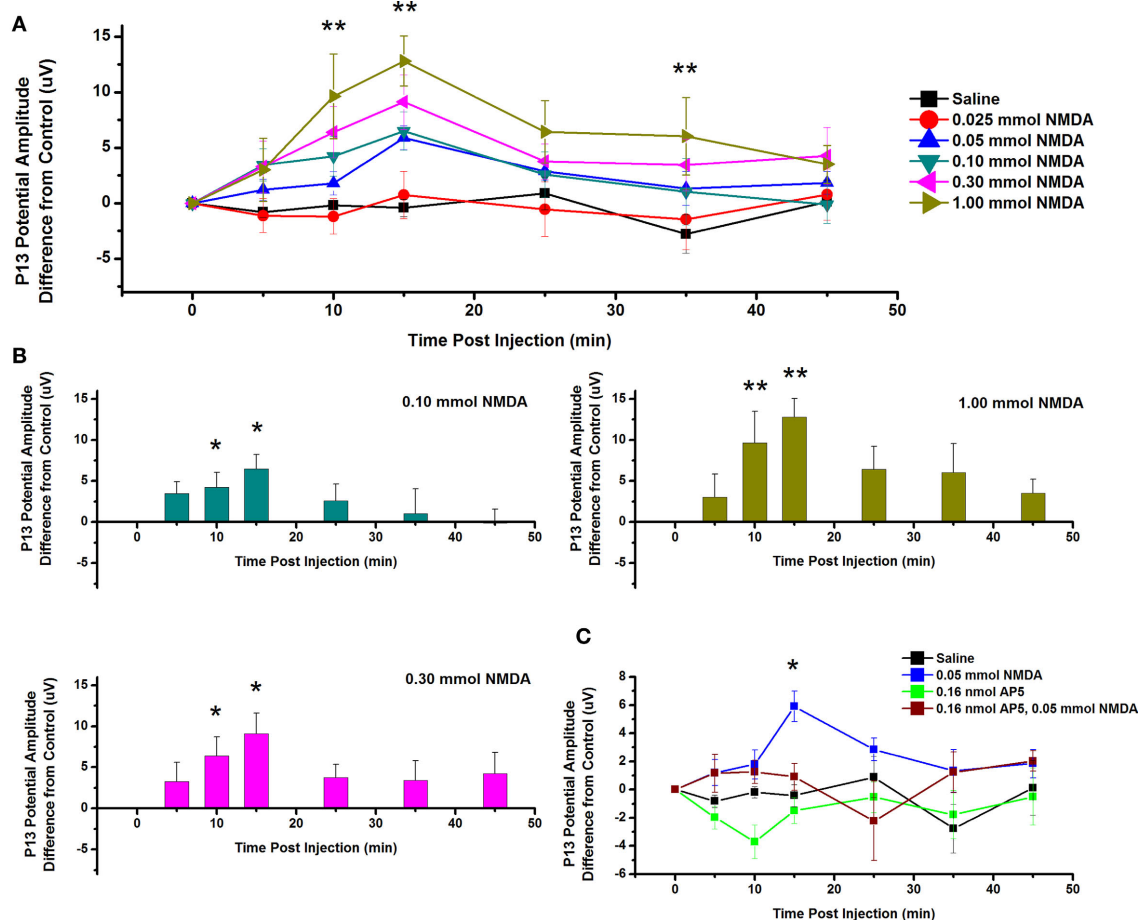 A
** ** **
15
10
5
0
-5
P13 Potential Amplitude
Difference from Control (uV)
0 10 20 30 40 50
Time Post Injection (min)
Saline
0.025 mmol NMDA
0.05 mmol NMDA
0.10 mmol NMDA
0.30 mmol NMDA
1.00 mmol NMDA
B
P13 Potential Amplitude
Difference from Control (uV)
15
10
5
0
-5
0.10 mmol NMDA
* *
0 10 20 30 40 50
Time Post Injection (min)
P13 Potential Amplitude
Difference from Control (uV)
15
10
5
0
-5
1.00 mmol NMDA
** **
0 10 20 30 40 50
Time Post Injection (min)
P13 Potential Amplitude
Difference from Control (uV)
15
10
5
0
-5
0.30 mmol NMDA
* *
0 10 20 30 40 50
Time Post Injection (min)
C
Saline
0.05 mmol NMDA
0.16 nmol AP5
0.16 nmol AP5, 0.05 mmol NMDA
*
P13 Potential Amplitude
Difference from Control (uV)
8
6
4
2
0
-2
-4
-6
0 10 20 30 40 50
Time Post Injection (min)